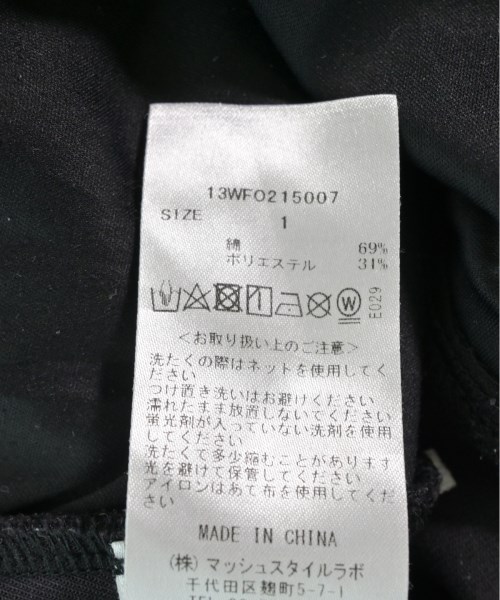 13WFO215007
SIZE 1
綿 69%
ポリエステル 31%
W E029
<お取り扱い上のご注意>
洗たくの際はネットを使用してく
ださい
つけ置き洗いはお避けください
濡れたまま放置しないてください
蛍光剤が入っていない洗剤を使用
してください
洗たくで多少縮むことがあります
光を避けて保管してください
アイロンはあて布を使用してくだ
さい
MADE IN CHINA
(株)マッシュスタイルラボ
千代田区麹町5-7-1